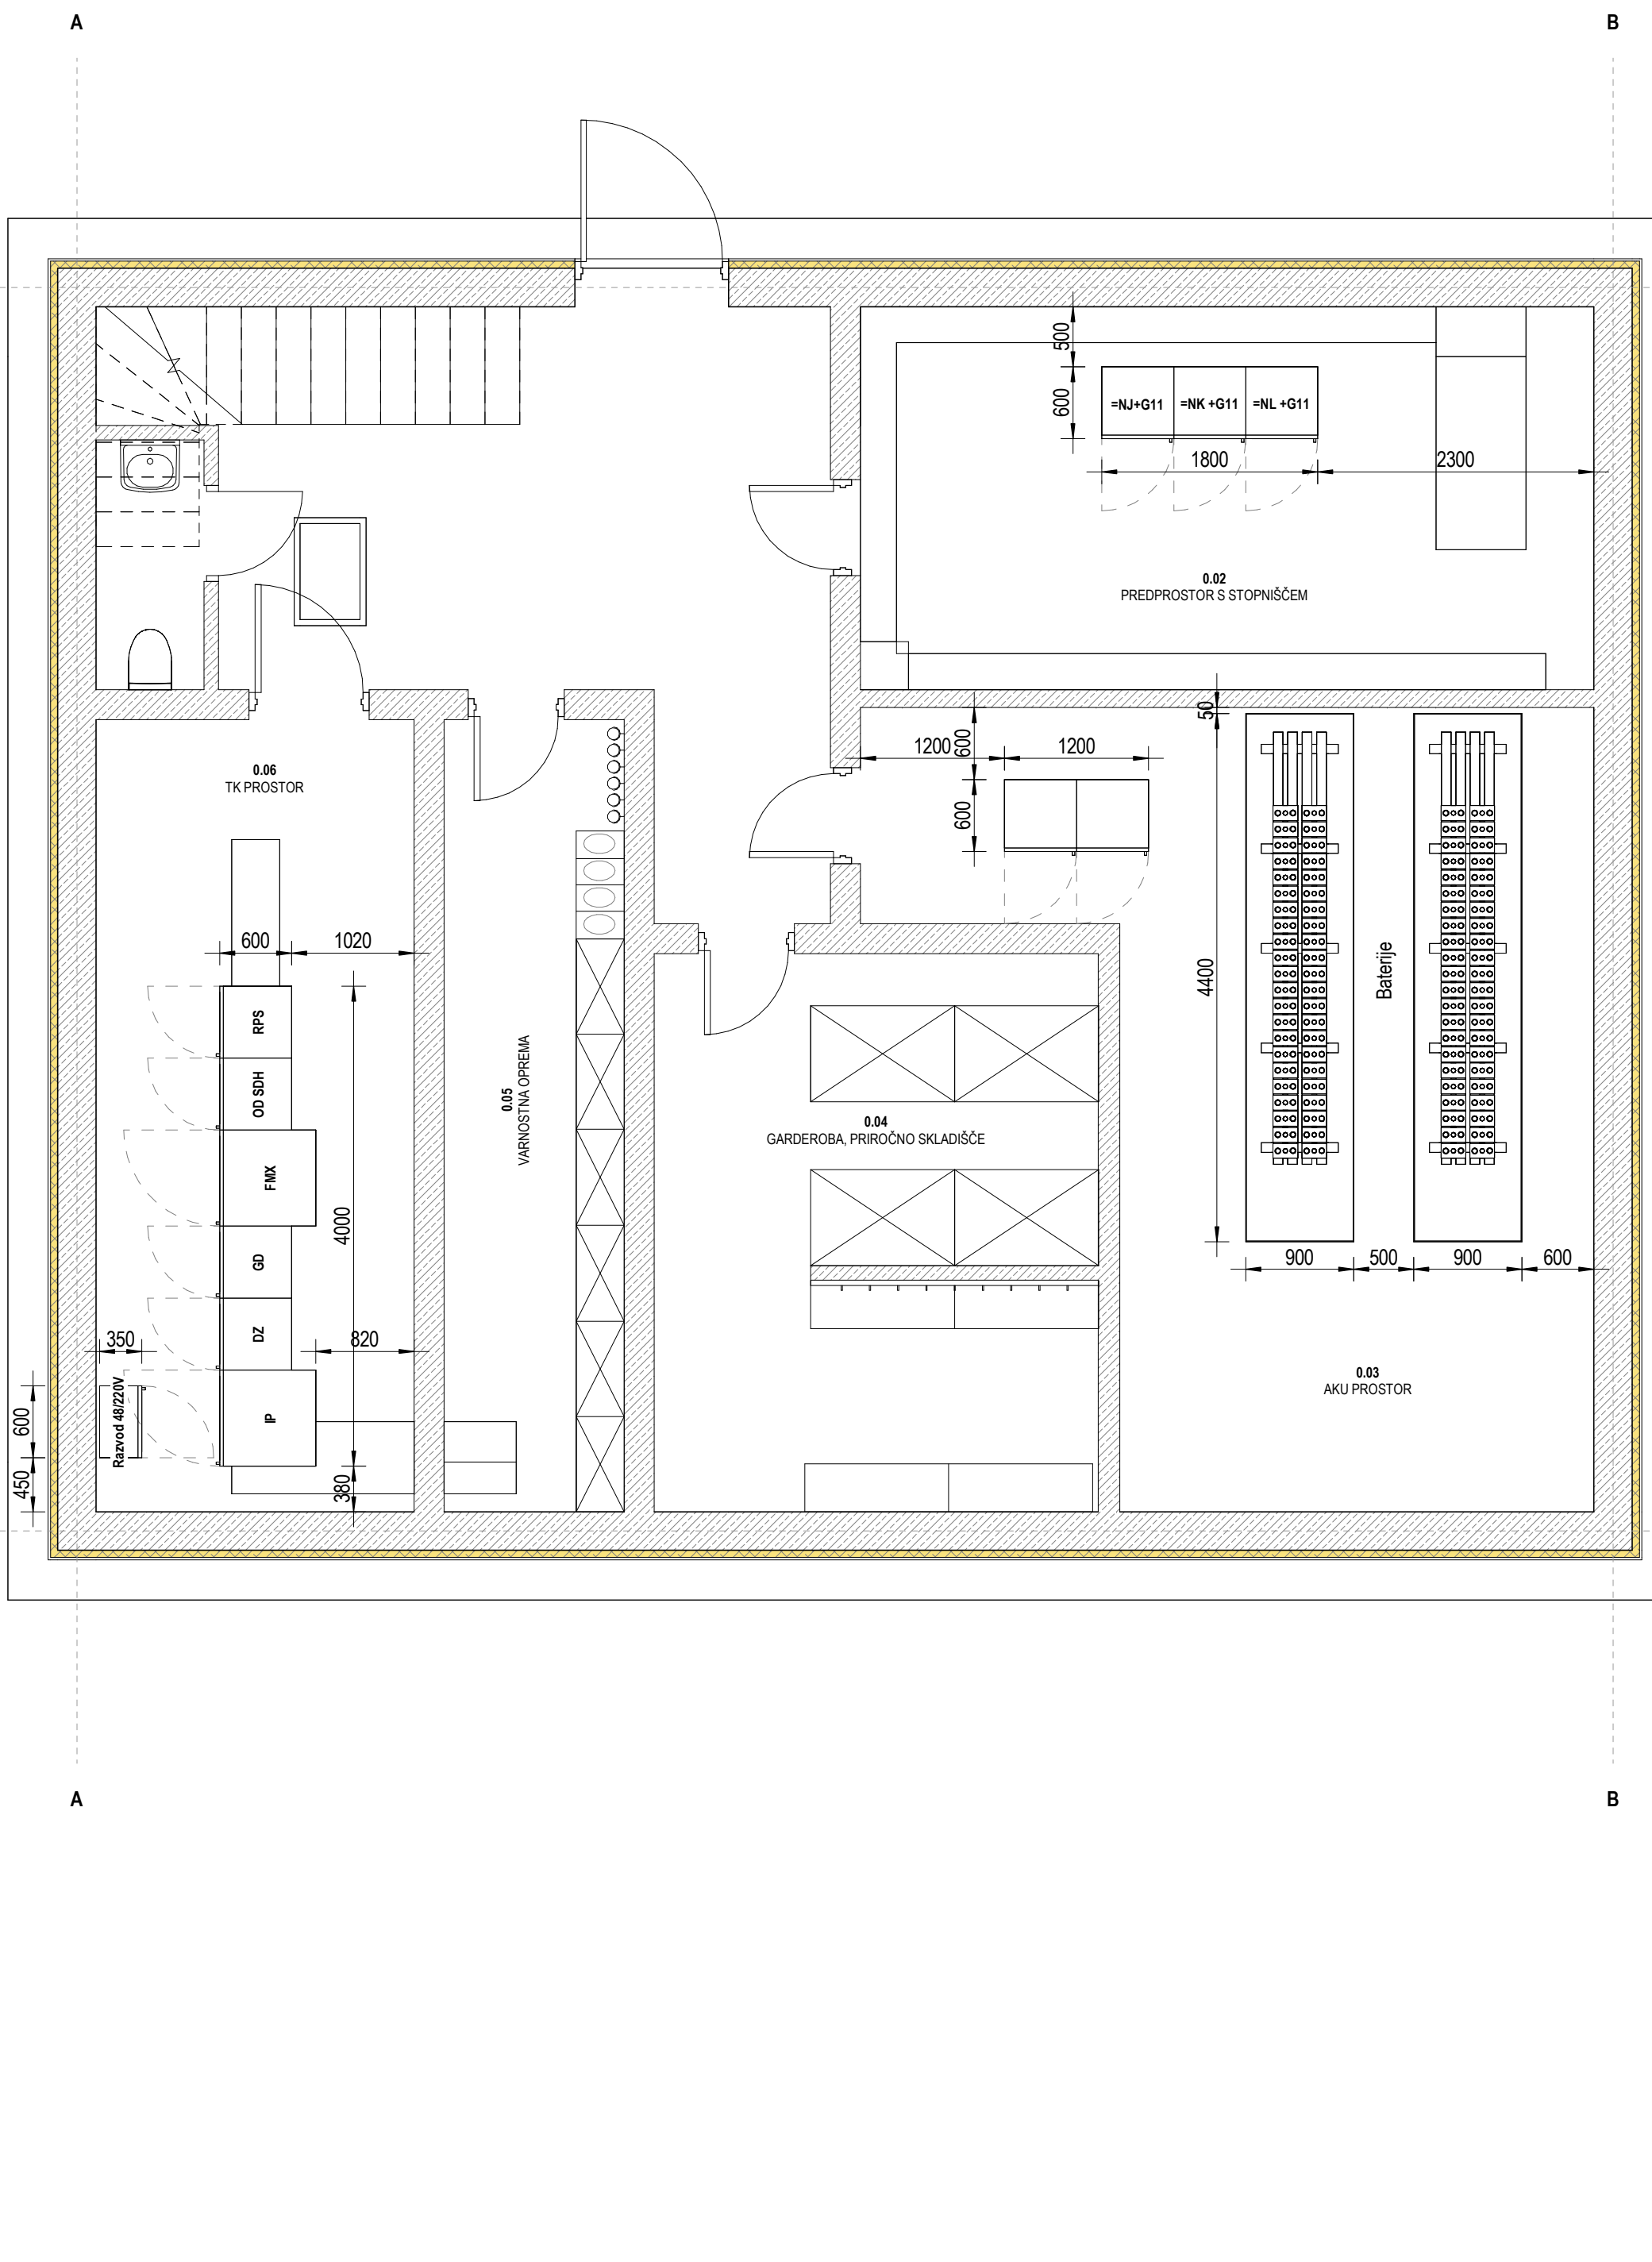 A
B
500
600
=NJ+G11
=NK +G11
=NL +G11
1800
2300
0.02
PREDPROSTOR S STOPNIŠČEM
50
1200
600
1200
600
0.06
TK PROSTOR
600
1020
4400
Baterije
RPS
OD SDH
FMX
GD
DZ
IP
4000
0.05
VARNOSTNA OPREMA
0.04
GARDEROBA, PRIROČNO SKLADIŠČE
900
500
900
600
350
820
Razvod 48/220V
600
450
380
0.03
AKU PROSTOR
A
B